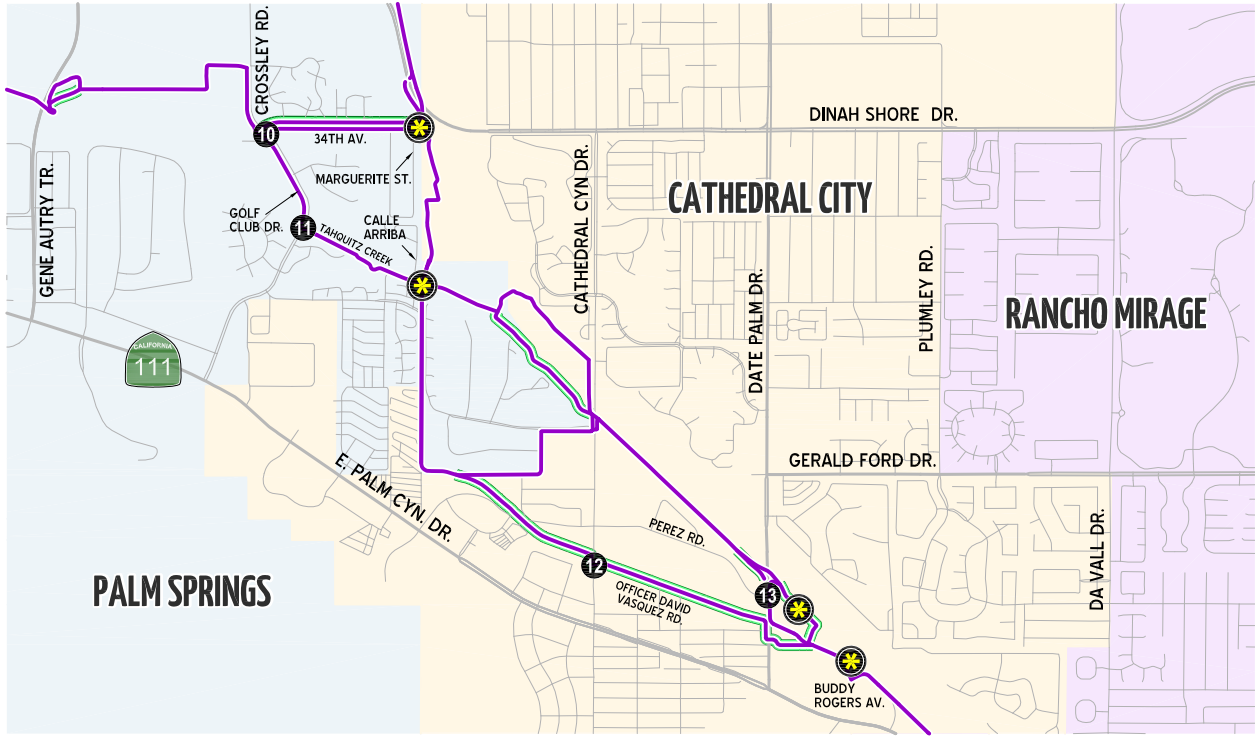 CROSSLEY RD.
DINAH SHORE DR.
10
34TH AV.
MARGUERITE ST.
GENE AUTRY TR.
GOLF
CLUB DR.
11
TAHQUITZ CREEK
CALLE
ARRIBA
CATHEDRAL CYN DR.
CATHEDRAL CITY
DATE PALM DR.
PLUMLEY RD.
RANCHO MIRAGE
CALIFORNIA
111
E. PALM CYN. DR.
GERALD FORD DR.
PEREZ RD.
DA VALL DR.
PALM SPRINGS
12
OFFICER DAVID
VASQUEZ RD.
13
BUDDY
ROGERS AV.